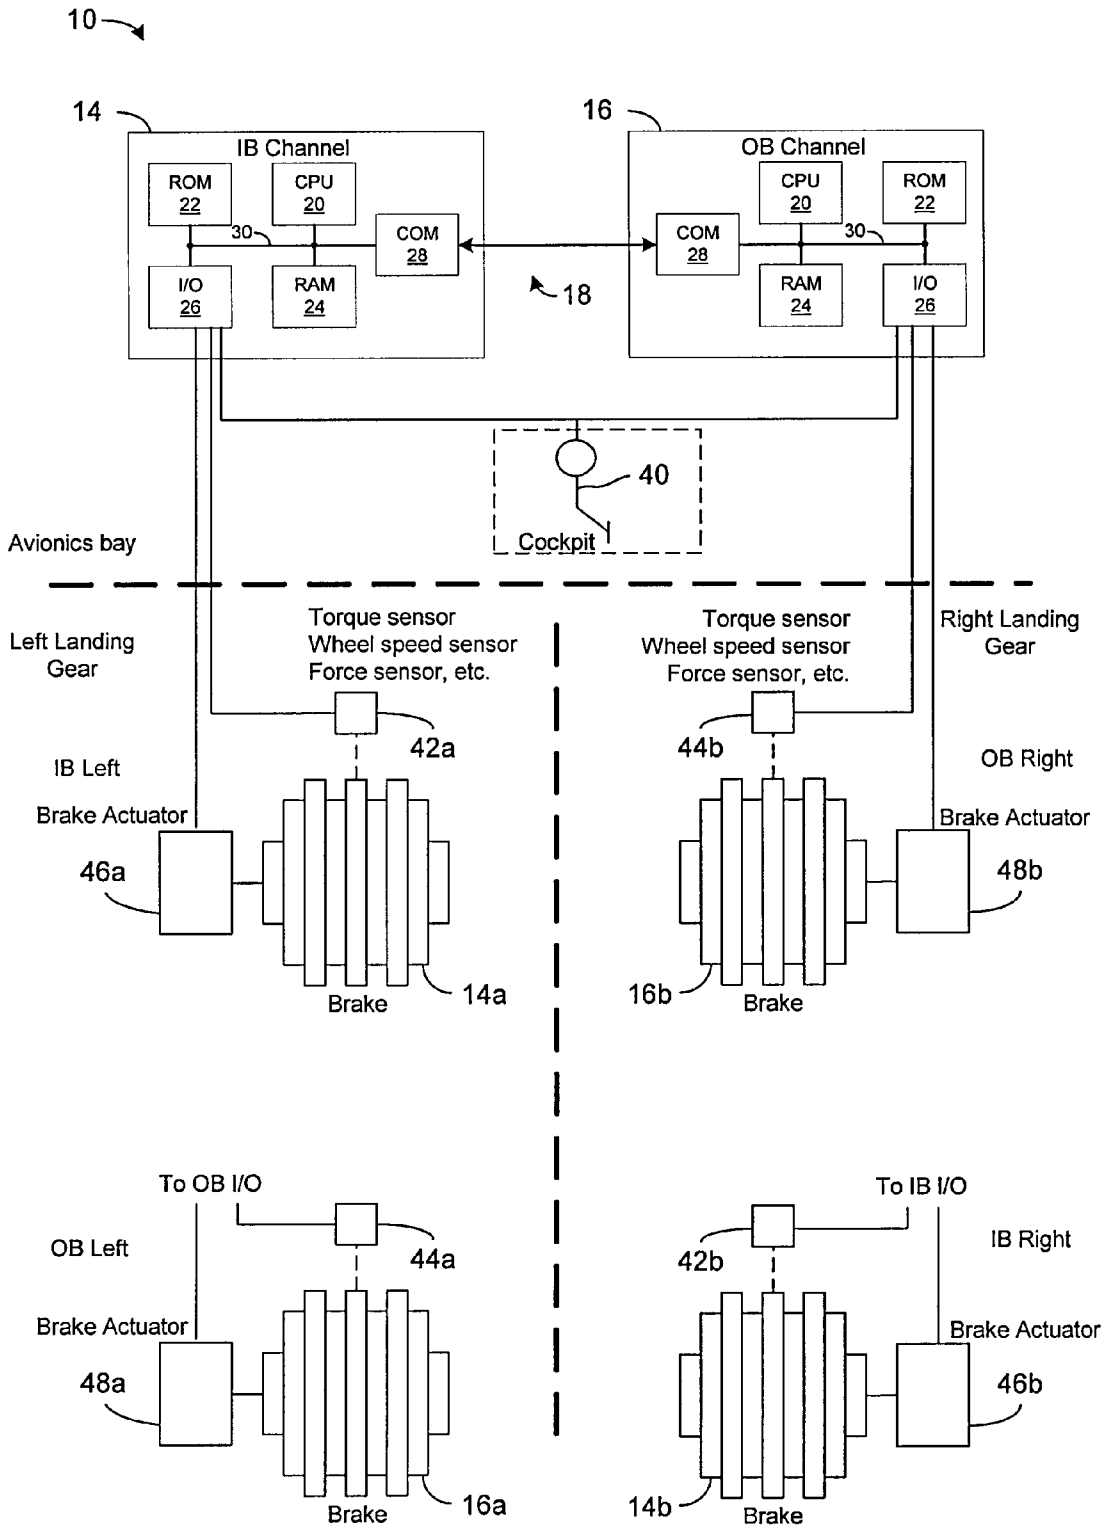 10
14
16
IB Channel
OB Channel
ROM
22
CPU
20
CPU
20
ROM
22
30
COM
28
COM
28
30
I/O
26
RAM
24
18
RAM
24
I/O
26
40
Cockpit
Avionics bay
Left Landing
Gear
Torque sensor
Wheel speed sensor
Force sensor, etc.
Torque sensor
Wheel speed sensor
Force sensor, etc.
Right Landing
Gear
42a
44b
IB Left
OB Right
Brake Actuator
Brake Actuator
46a
48b
14a
16b
Brake
Brake
To OB I/O
To IB I/O
OB Left
44a
42b
IB Right
Brake Actuator
Brake Actuator
48a
46b
16a
14b
Brake
Brake